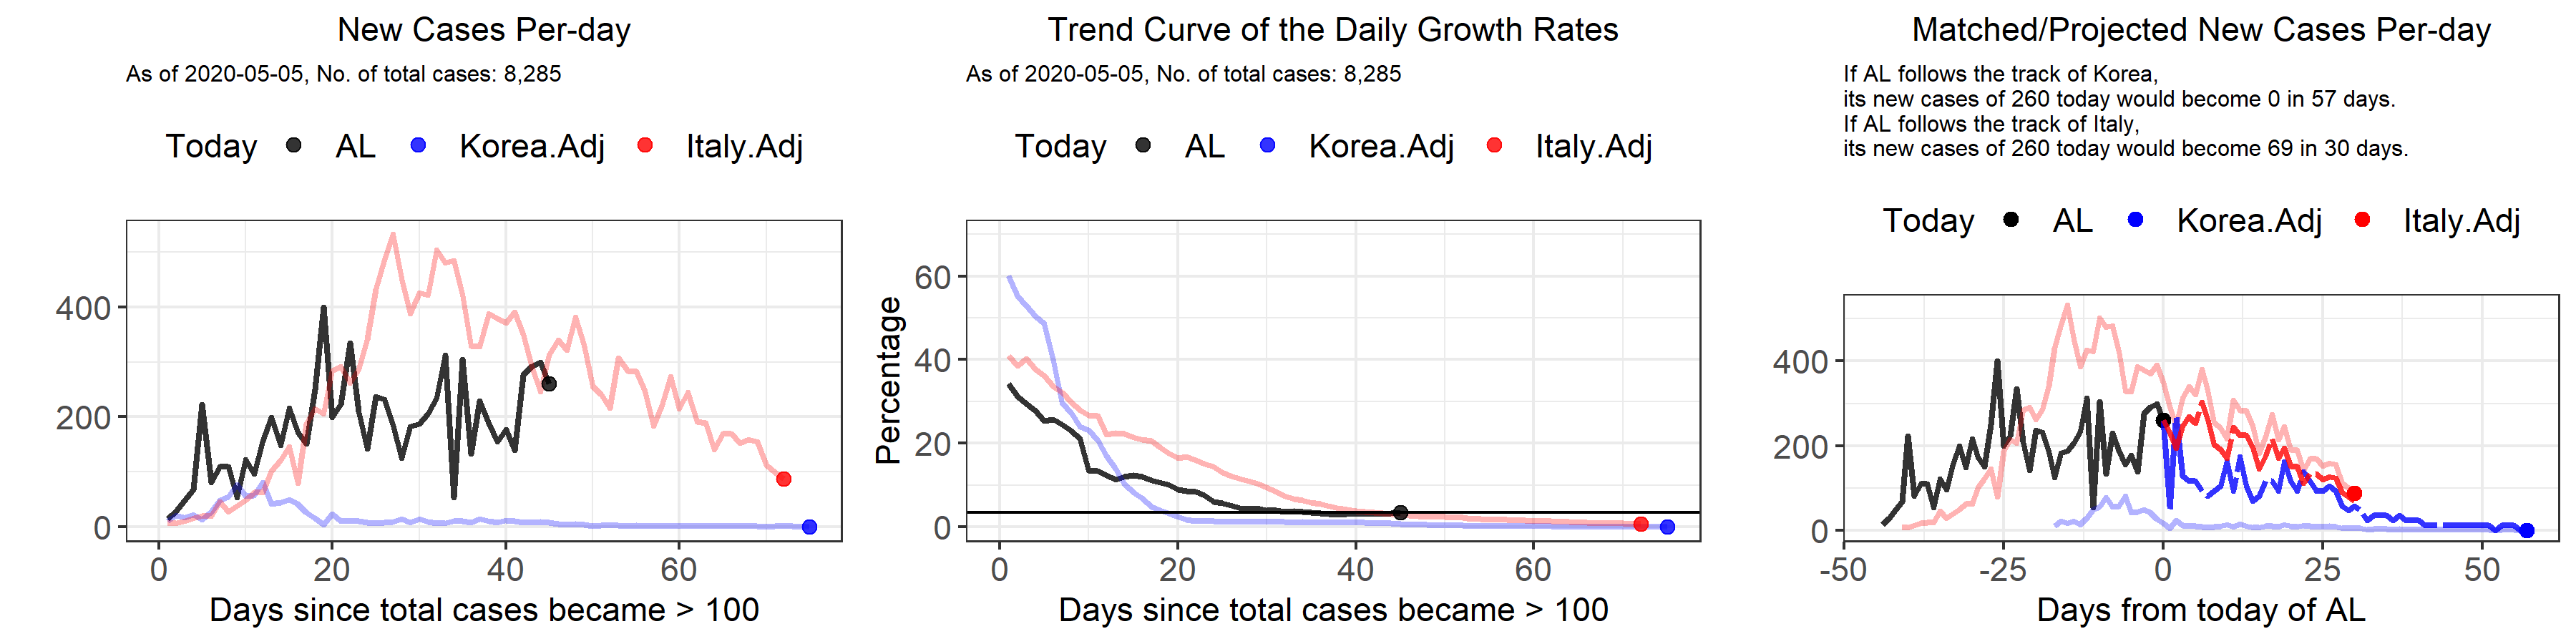 New Cases Per-day
As of 2020-05-05, No. of total cases: 8,285
Today AL Korea.Adj Italy.Adj
400
200
0
0 20 40 60
Days since total cases became > 100
Trend Curve of the Daily Growth Rates
As of 2020-05-05, No. of total cases: 8,285
Today AL Korea.Adj Italy.Adj
Percentage
60
40
20
0
0 20 40 60
Days since total cases became > 100
Matched/Projected New Cases Per-day
If AL follows the track of Korea,
its new cases of 260 today would become 0 in 57 days.
If AL follows the track of Italy,
its new cases of 260 today would become 69 in 30 days.
Today AL Korea.Adj Italy.Adj
400
200
0
-50 -25 0 25 50
Days from today of AL